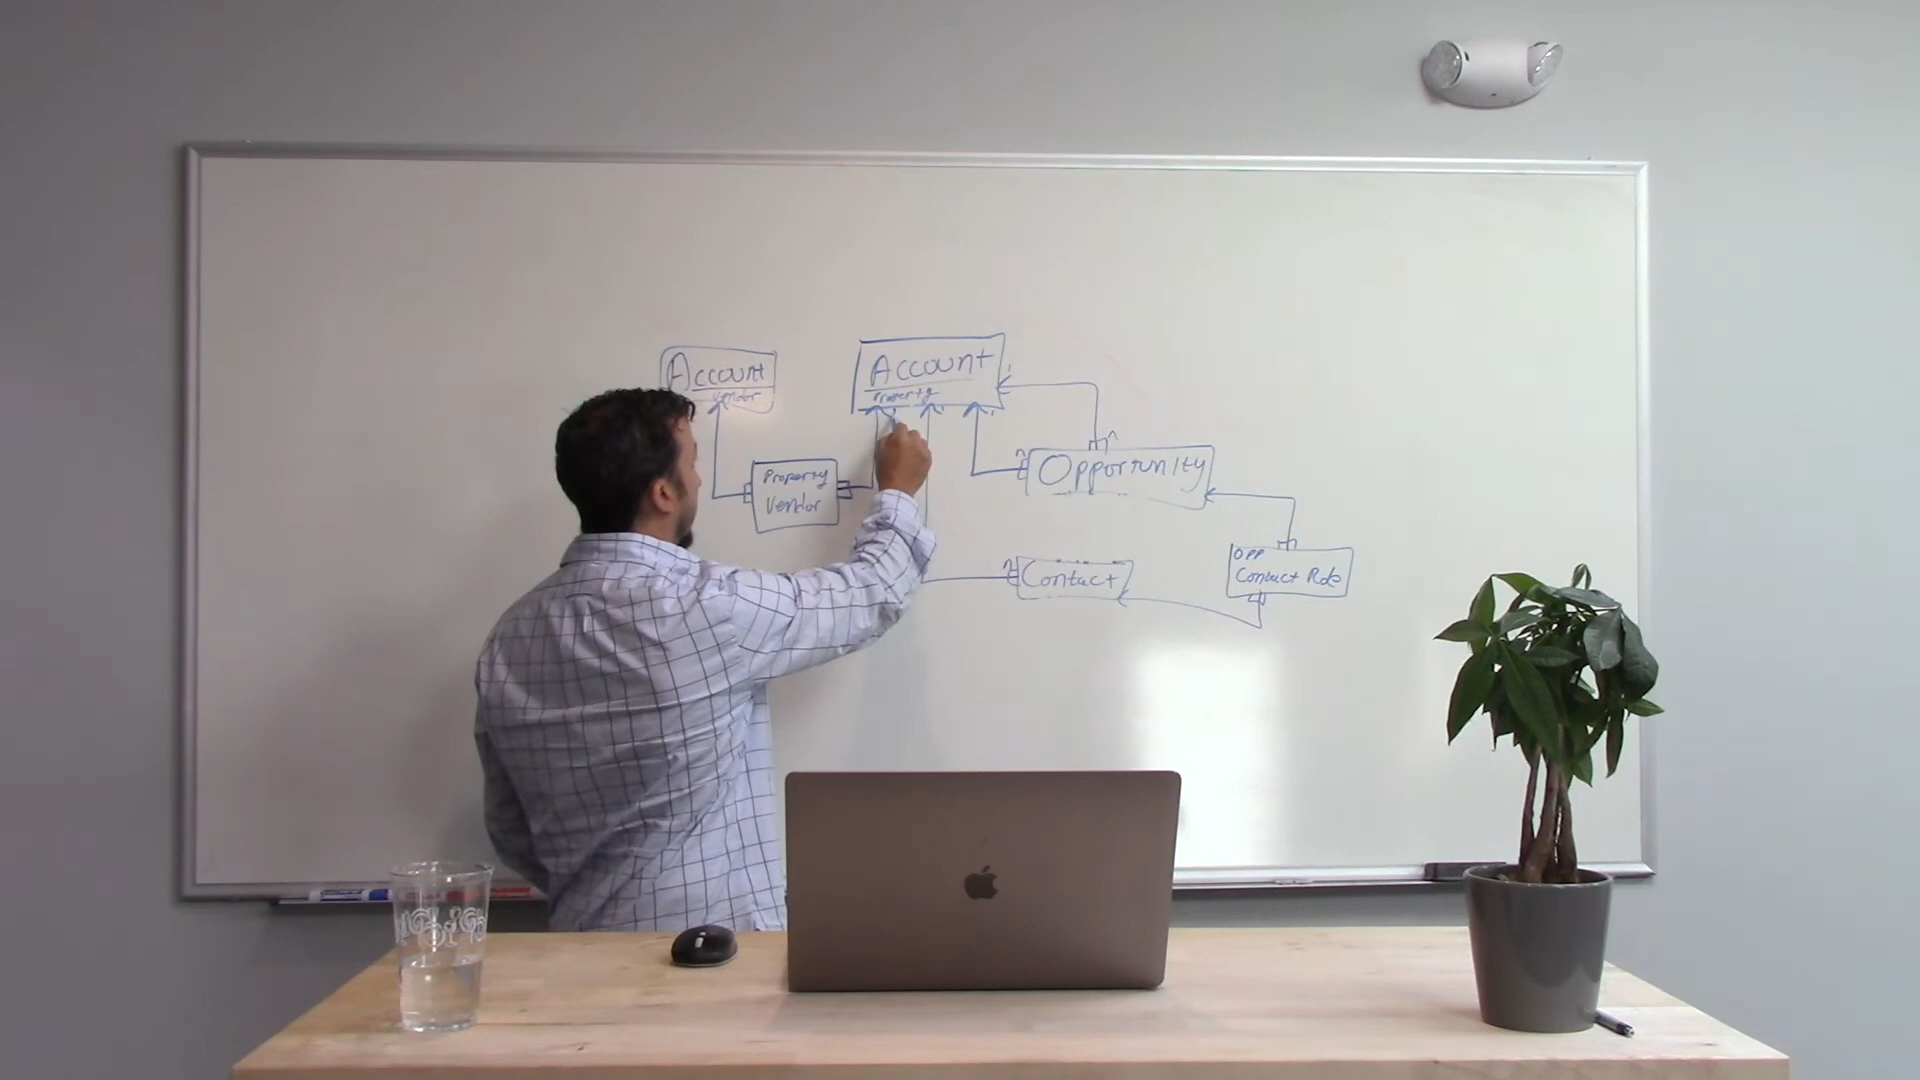 Account
Vendor
Account
Property
Property
Vendor
Opportunity
Contact
OPP
Contact Role